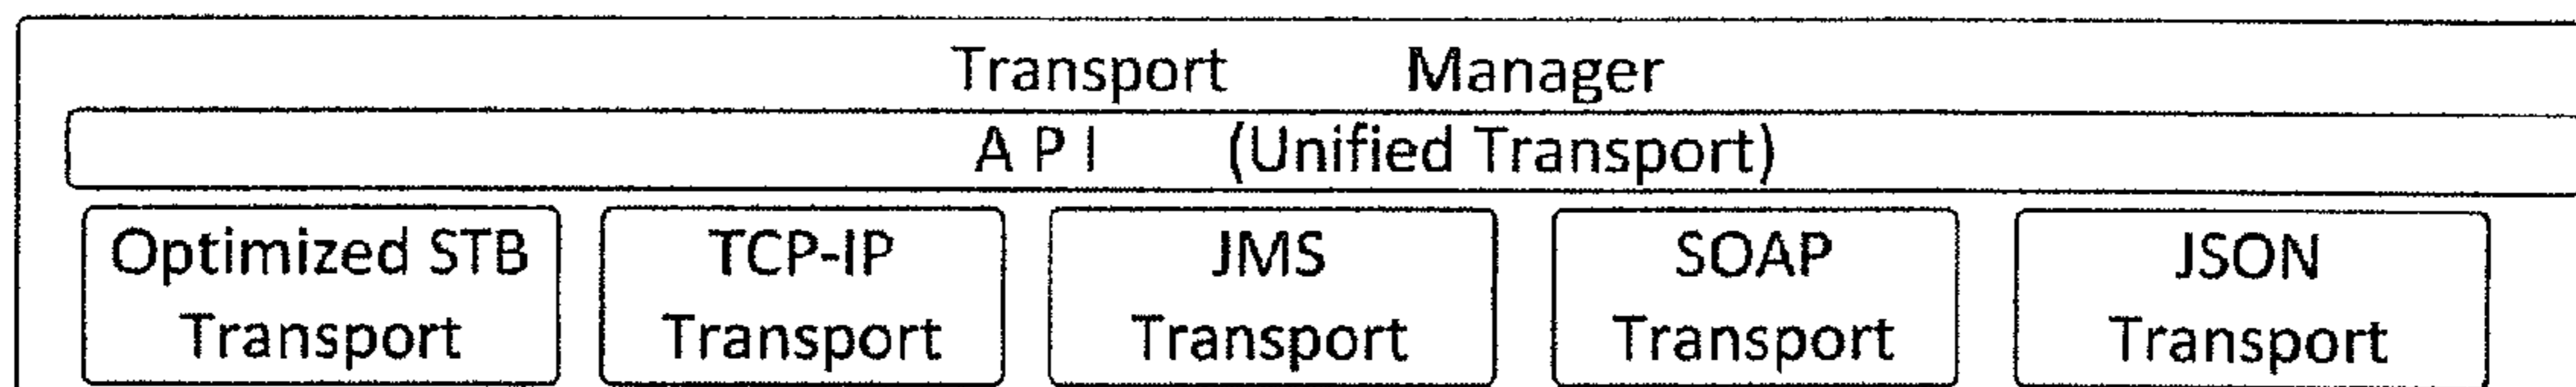 Transport Manager
A P I (Unified Transport)
Optimized STB
Transport
TCP-IP
Transport
JMS
Transport
SOAP
Transport
JSON
Transport